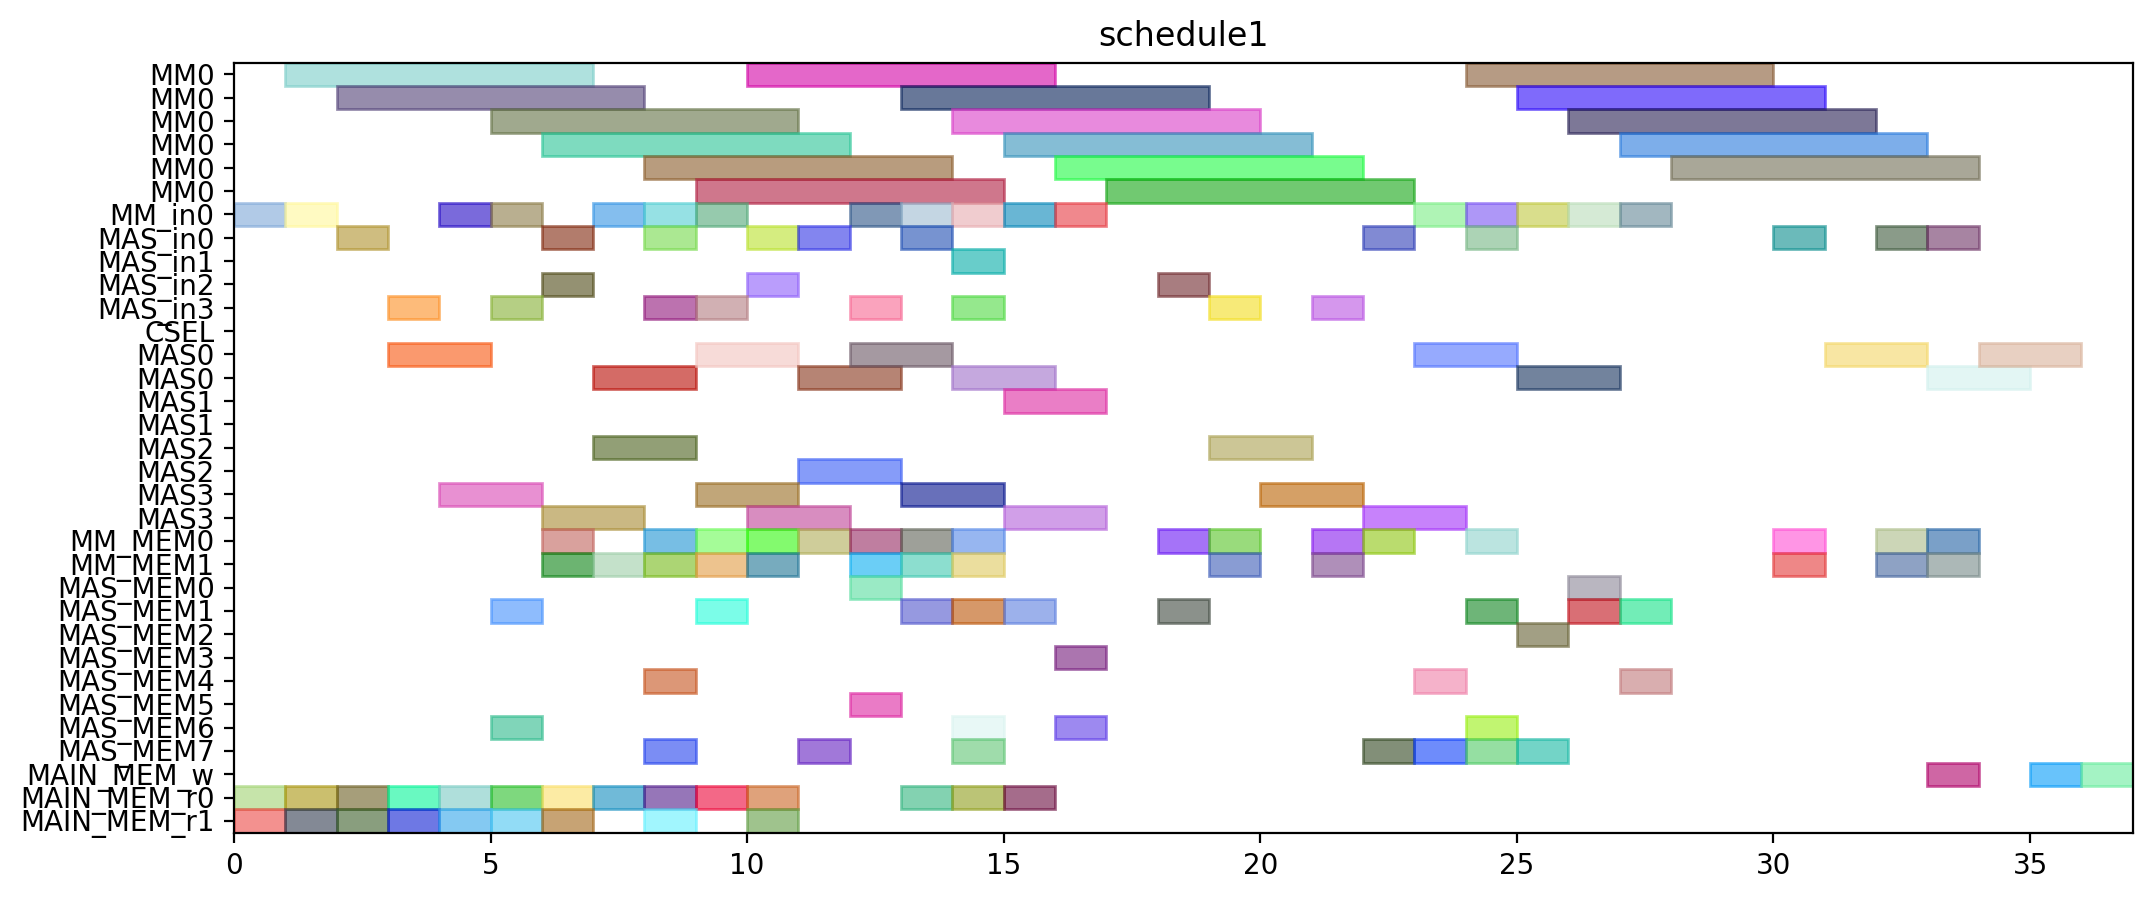 schedule1
MM0
MM0
MM0
MM0
MM0
MM0
MM_in0
MAS_in0
MAS_in1
MAS_in2
MAS_in3
CSEL
MAS0
MAS0
MAS1
MAS1
MAS2
MAS2
MAS3
MAS3
MM_MEM0
MM_MEM1
MAS_MEM0
MAS_MEM1
MAS_MEM2
MAS_MEM3
MAS_MEM4
MAS_MEM5
MAS_MEM6
MAS_MEM7
MAIN_MEM_w
MAIN_MEM_r0
MAIN_MEM_r1
0 5 10 15 20 25 30 35